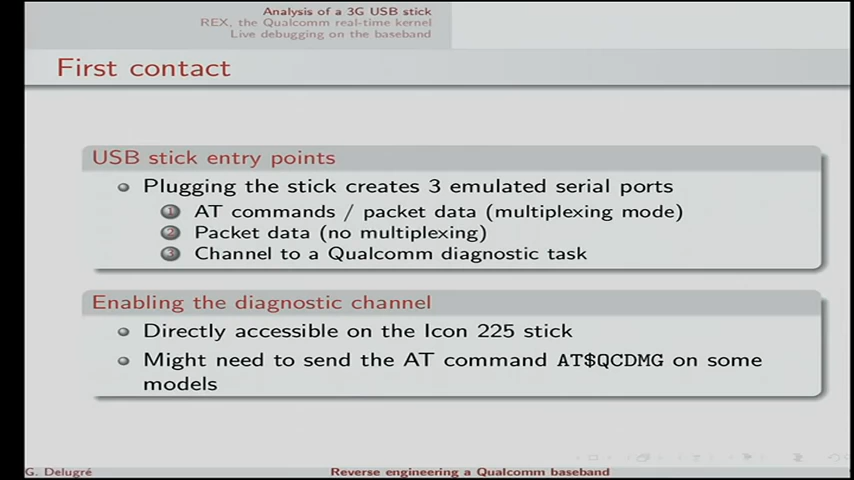 Analysis of a 3G USB stick
REX, the Qualcomm real-time kernel
Live debugging on the baseband
First contact
USB stick entry points
Plugging the stick creates 3 emulated serial ports
1 AT commands / packet data (multiplexing mode)
2 Packet data (no multiplexing)
3 Channel to a Qualcomm diagnostic task
Enabling the diagnostic channel
Directly accessible on the Icon 225 stick
Might need to send the AT command AT$QCDMG on some
models
G. Delugré
Reverse engineering a Qualcomm baseband